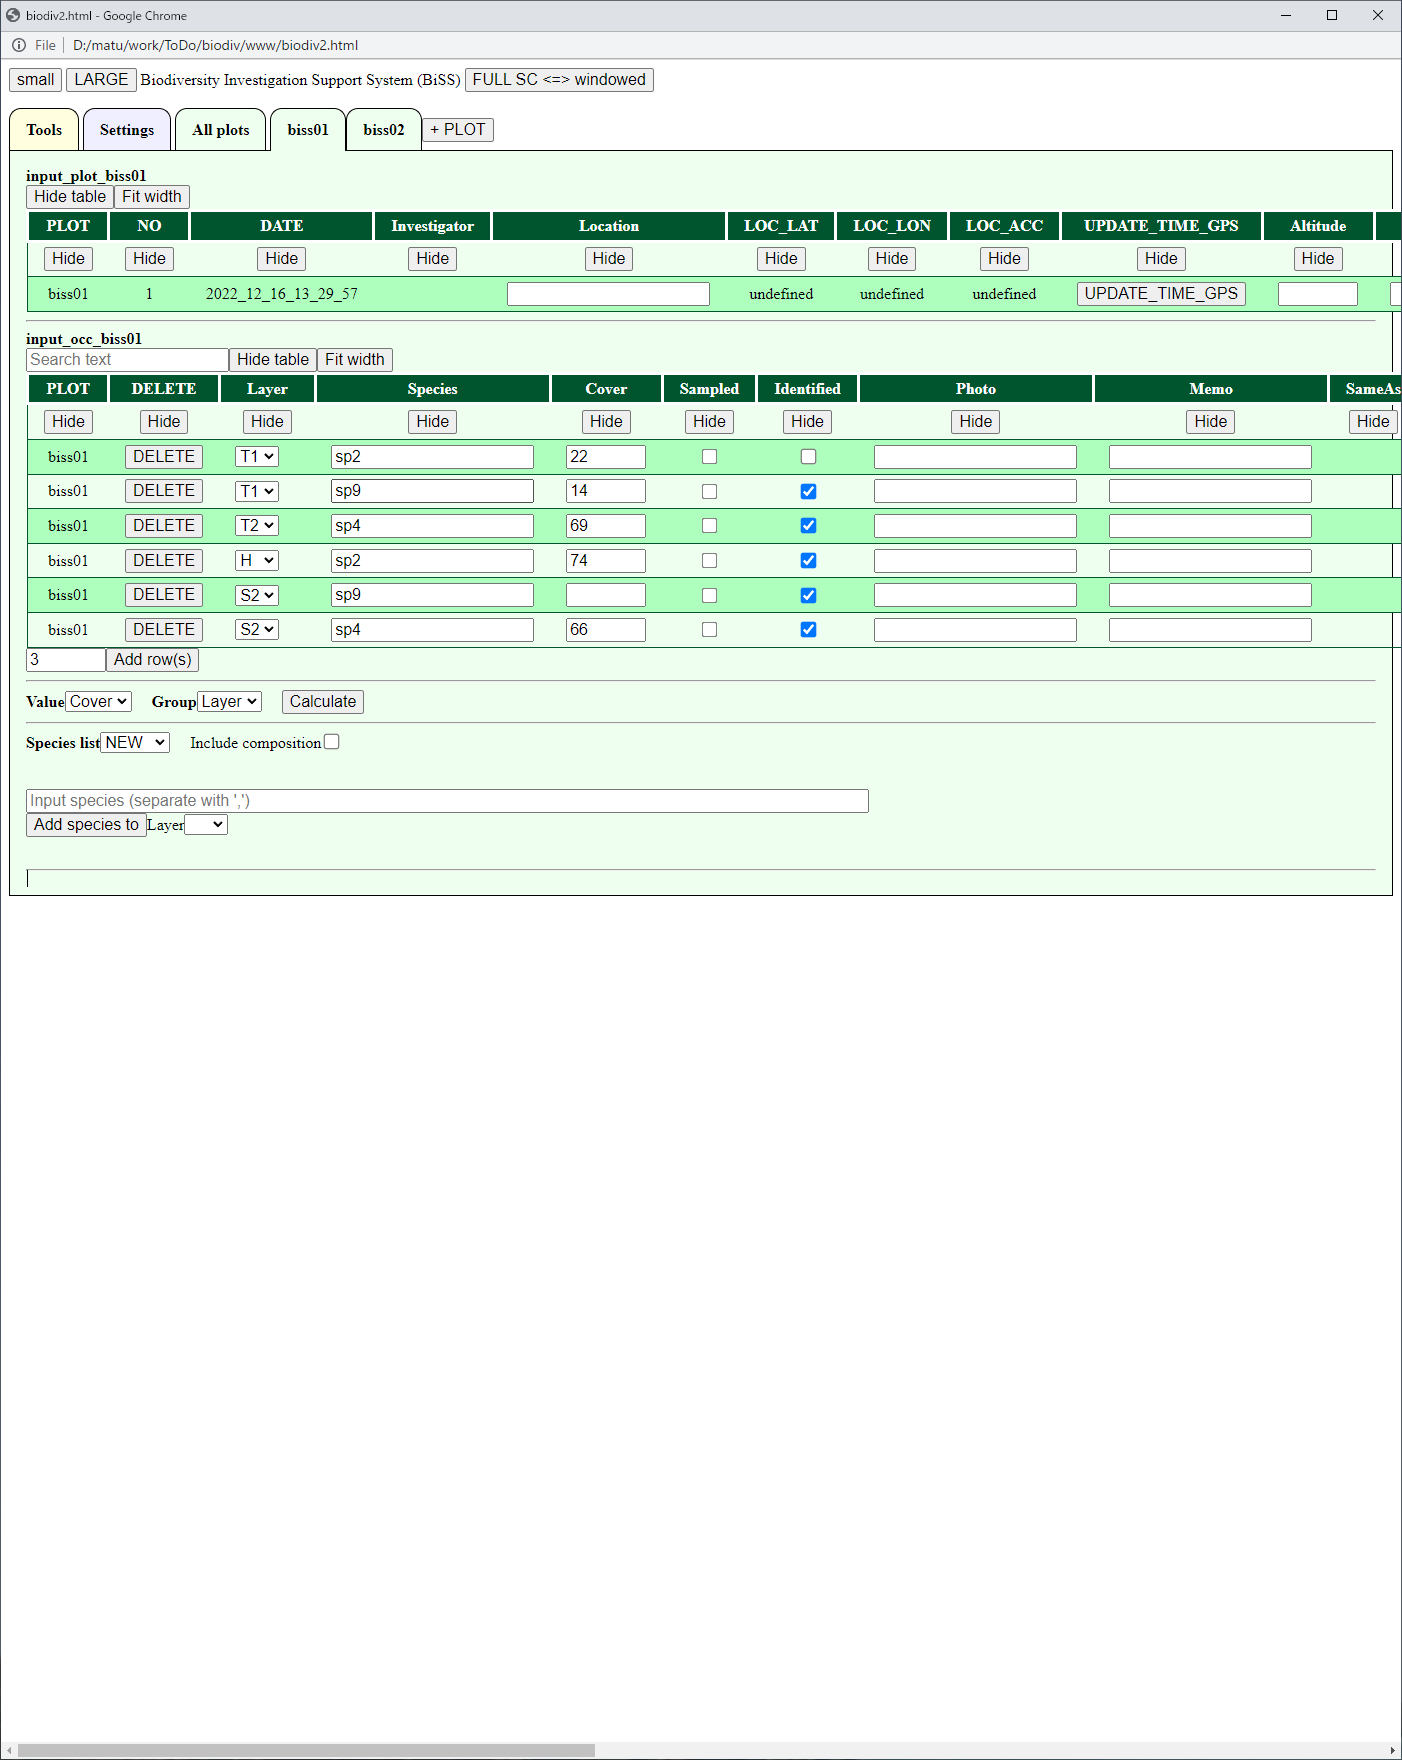 biodiv2.html - Google Chrome
File D:/matu/work/ToDo/biodiv/www/biodiv2.html
small LARGE Biodiversity Investigation Support System (BiSS) FULL SC <=> windowed
Tools Settings All plots biss01 biss02 + PLOT
input_plot_biss01
Hide table Fit width
PLOT NO DATE Investigator Location LOC_LAT LOC_LON LOC_ACC UPDATE_TIME_GPS Altitude
Hide Hide Hide Hide Hide Hide Hide Hide Hide Hide
biss01 1 2022_12_16_13_29_57 undefined undefined undefined UPDATE_TIME_GPS
input_occ_biss01
Search text Hide table Fit width
PLOT DELETE Layer Species Cover Sampled Identified Photo Memo SameAs
Hide Hide Hide Hide Hide Hide Hide Hide Hide Hide
biss01 DELETE T1 sp2 22
biss01 DELETE T1 sp9 14
biss01 DELETE T2 sp4 69
biss01 DELETE H sp2 74
biss01 DELETE S2 sp9
biss01 DELETE S2 sp4 66
3 Add row(s)
Value Cover Group Layer Calculate
Species list NEW Include composition
Input species (separate with ',')
Add species to Layer